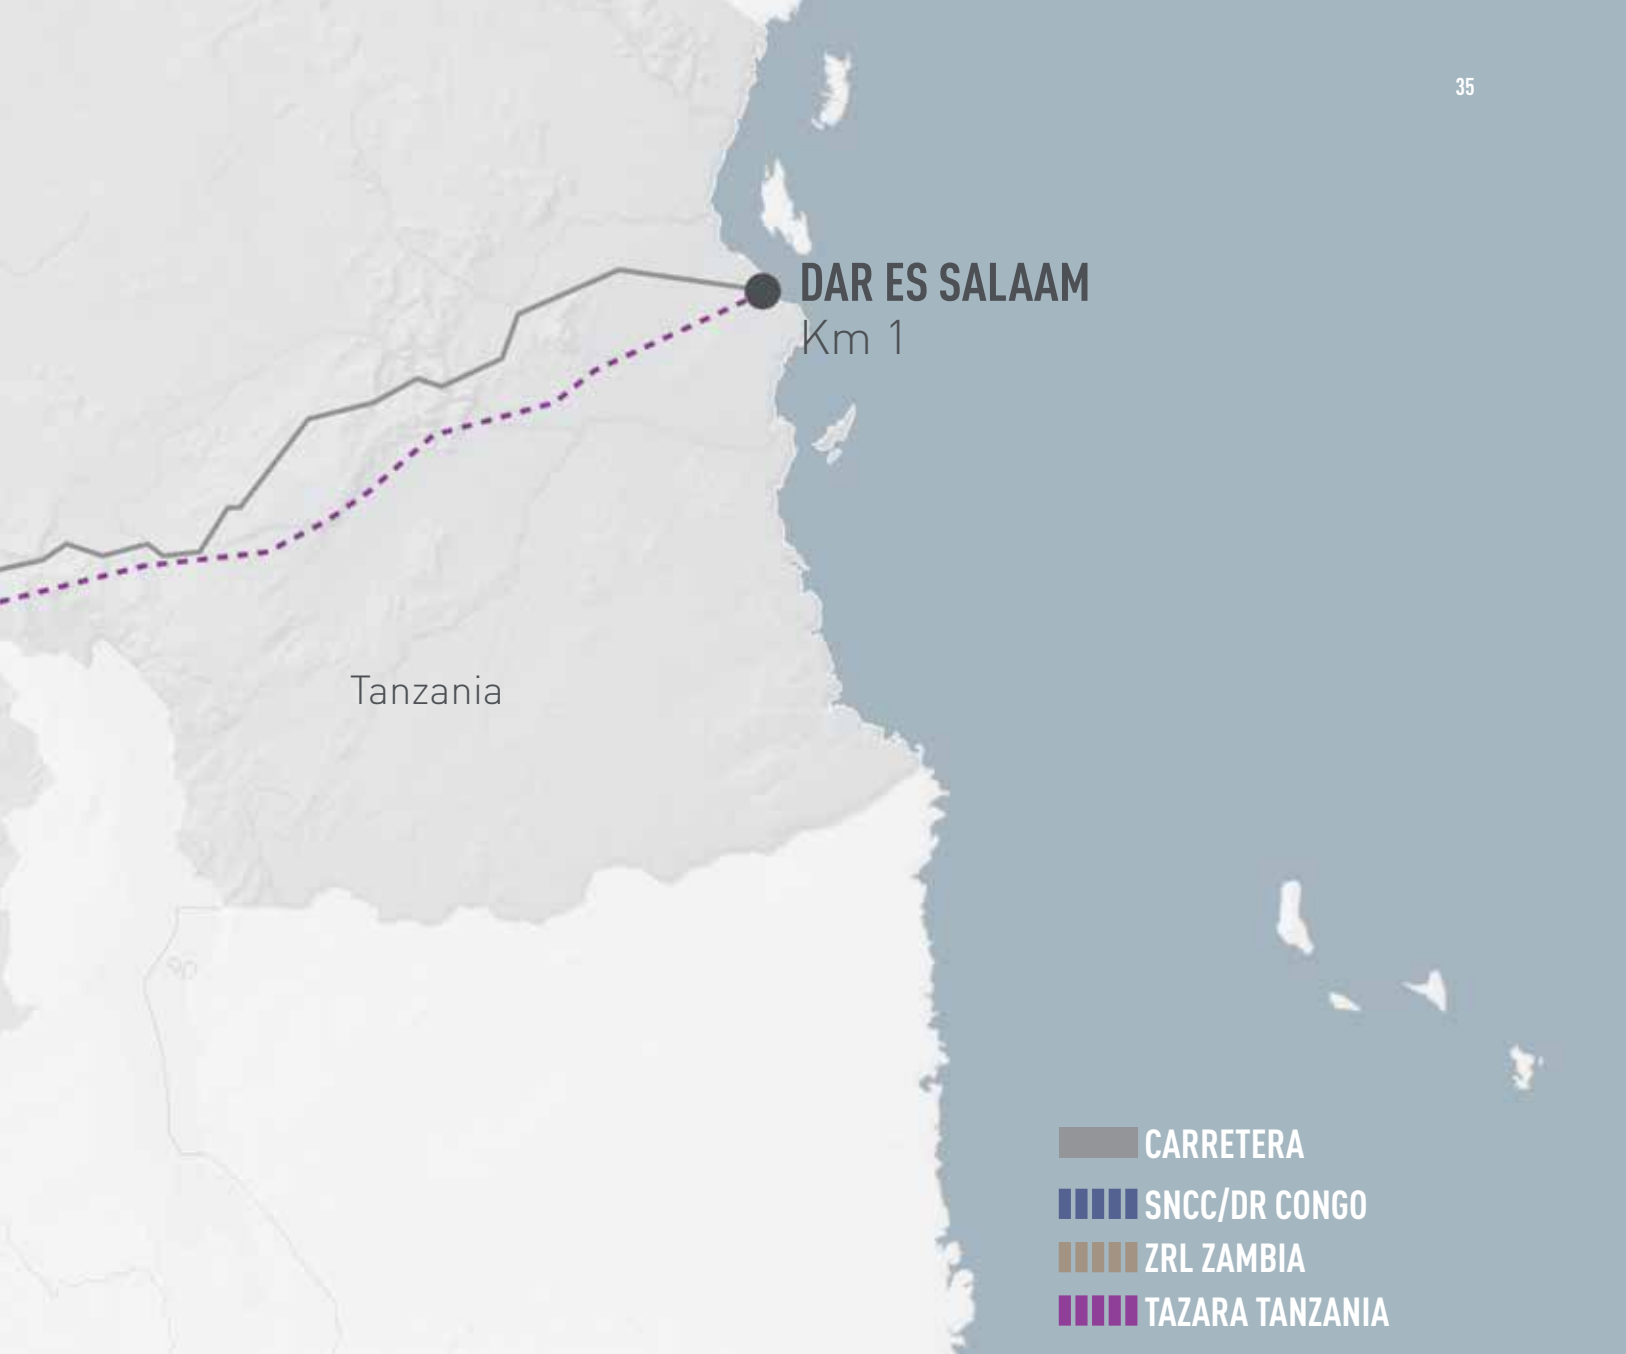 35
DAR ES SALAAM
Km 1
Tanzania
CARRETERA
SNCC/DR CONGO
ZRL ZAMBIA
TAZARA TANZANIA